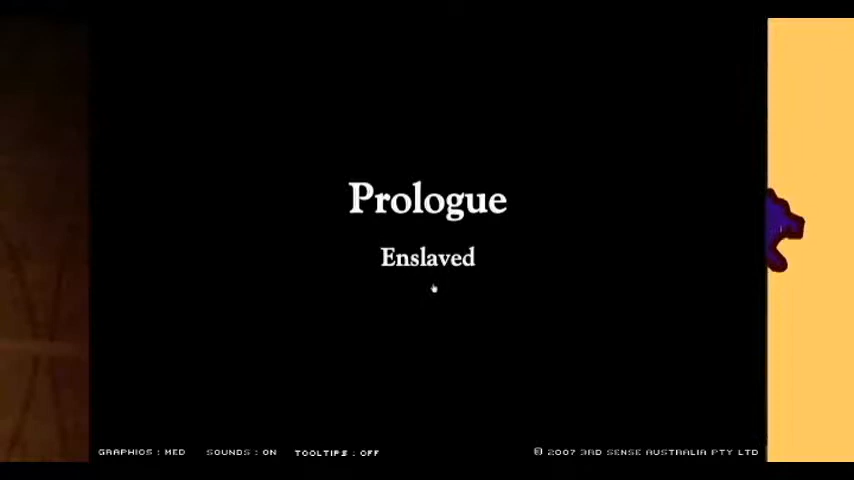 Prologue
Enslaved
GRAPHICS : MED SOUNDS : ON TOOLTIPS : OFF © 2007 3RD SENSE AUSTRALIA PTY LTD